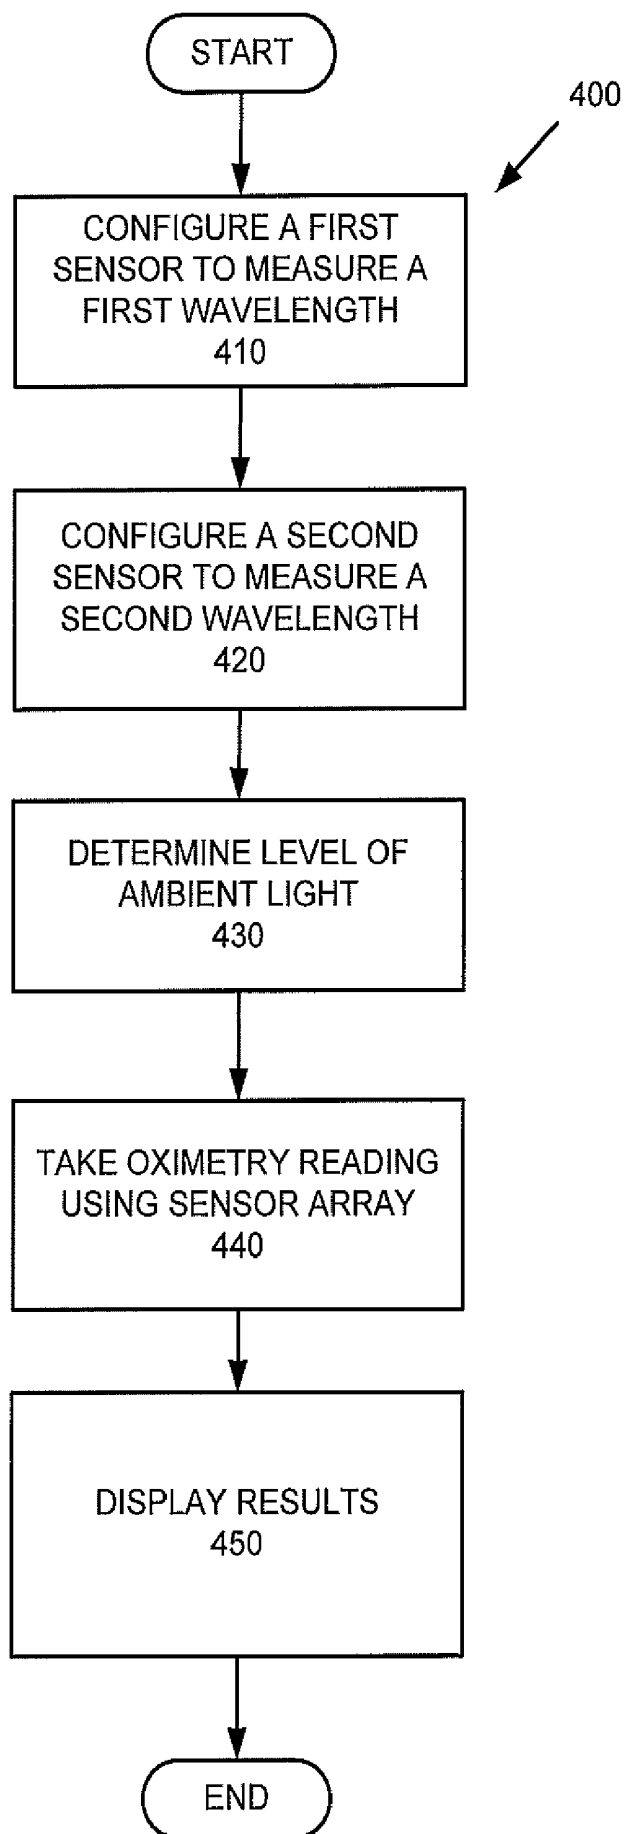 START
400
CONFIGURE A FIRST
SENSOR TO MEASURE A
FIRST WAVELENGTH
410
CONFIGURE A SECOND
SENSOR TO MEASURE A
SECOND WAVELENGTH
420
DETERMINE LEVEL OF
AMBIENT LIGHT
430
TAKE OXIMETRY READING
USING SENSOR ARRAY
440
DISPLAY RESULTS
450
END